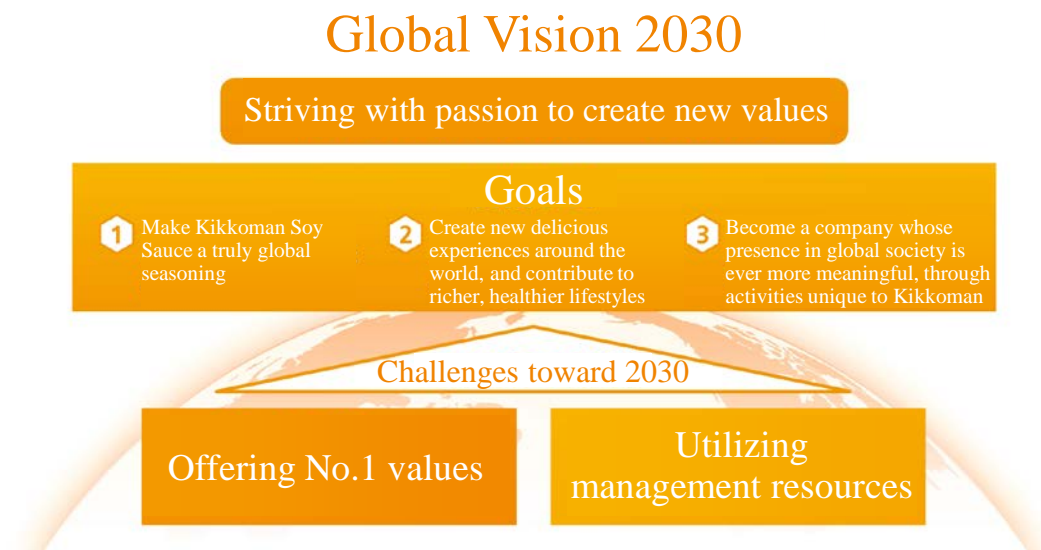 Global Vision 2030
Striving with passion to create new values
Goals
1
Make Kikkoman Soy
Sauce a truly global
seasoning
2
Create new delicious
experiences around the
world, and contribute to
richer, healthier lifestyles
3
Become a company whose
presence in global society is
ever more meaningful, through
activities unique to Kikkoman
Challenges toward 2030
Offering No.1 values
Utilizing
management resources